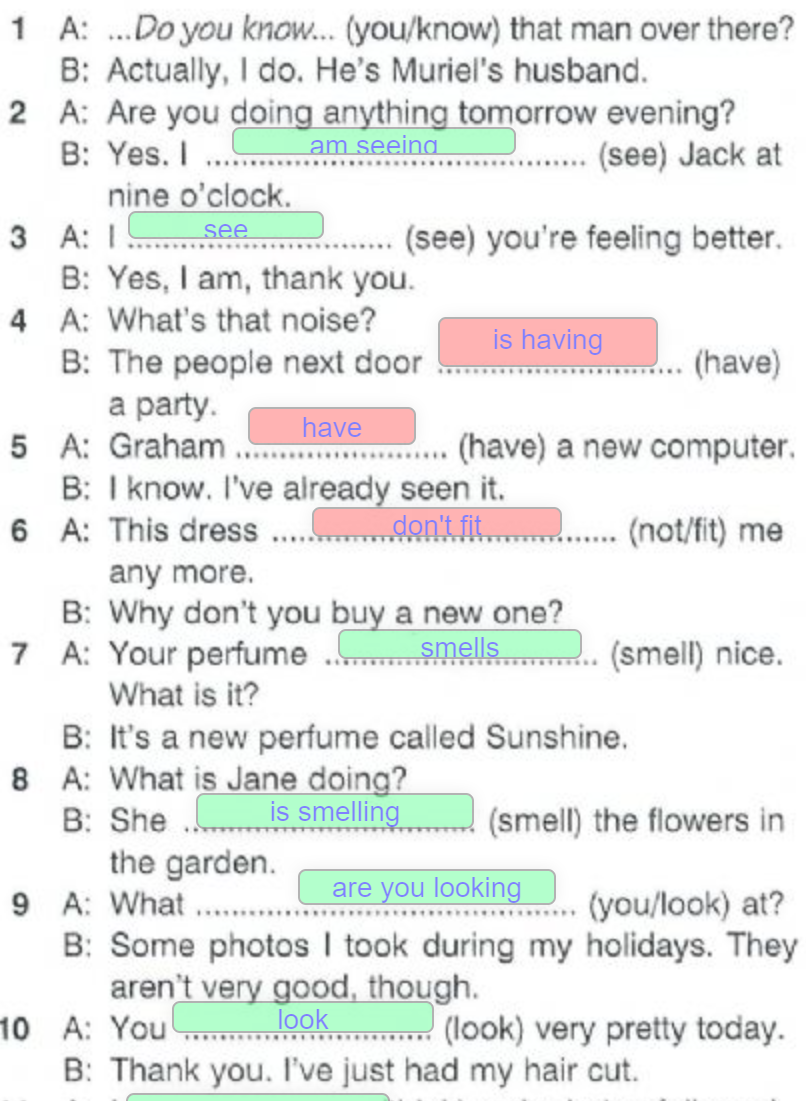 1 A: ...Do you know... (you/know) that man over there?
B: Actually, I do. He's Muriel's husband.
2 A: Are you doing anything tomorrow evening?
B: Yes. I am seeing (see) Jack at
nine o'clock.
3 A: I see (see) you're feeling better.
B: Yes, I am, thank you.
4 A: What's that noise?
B: The people next door is having (have)
a party.
5 A: Graham have (have) a new computer.
B: I know. I've already seen it.
6 A: This dress don't fit (not/fit) me
any more.
B: Why don't you buy a new one?
7 A: Your perfume smells (smell) nice.
What is it?
B: It's a new perfume called Sunshine.
8 A: What is Jane doing?
B: She is smelling (smell) the flowers in
the garden.
9 A: What are you looking (you/look) at?
B: Some photos I took during my holidays. They
aren't very good, though.
10 A: You look (look) very pretty today.
B: Thank you. I've just had my hair cut.